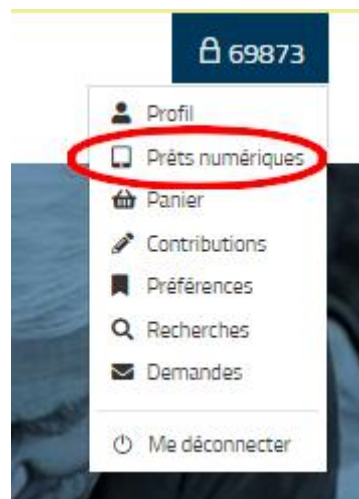 69873
Profil
Prêts numériques
Panier
Contributions
Préférences
Recherches
Demandes
Me déconnecter